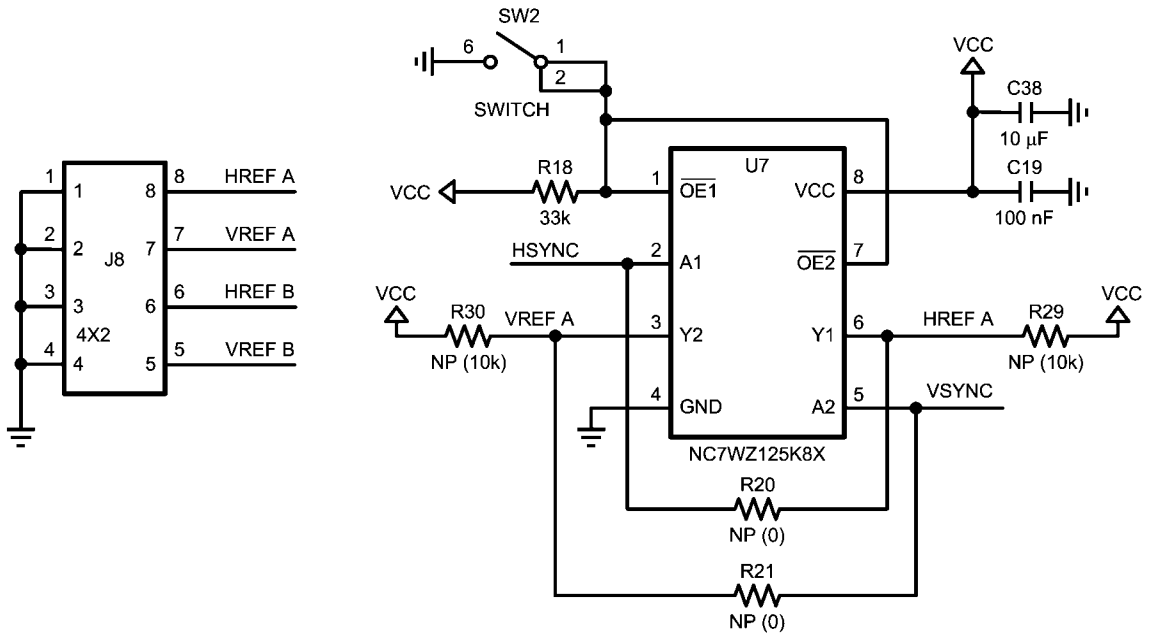 SW2
6
1
2
SWITCH
VCC
C38
10 µF
C19
100 nF
U7
R18
VCC
33k
1
OE1
VCC
8
1
1
8
8
HREF A
2
2
7
7
VREF A
J8
3
3
6
6
HREF B
4X2
4
4
5
5
VREF B
HSYNC
2
A1
OE2
7
VCC
R30
VREF A
3
Y2
Y1
6
HREF A
R29
VCC
NP (10k)
NP (10k)
4
GND
A2
5
VSYNC
NC7WZ125K8X
R20
NP (0)
R21
NP (0)